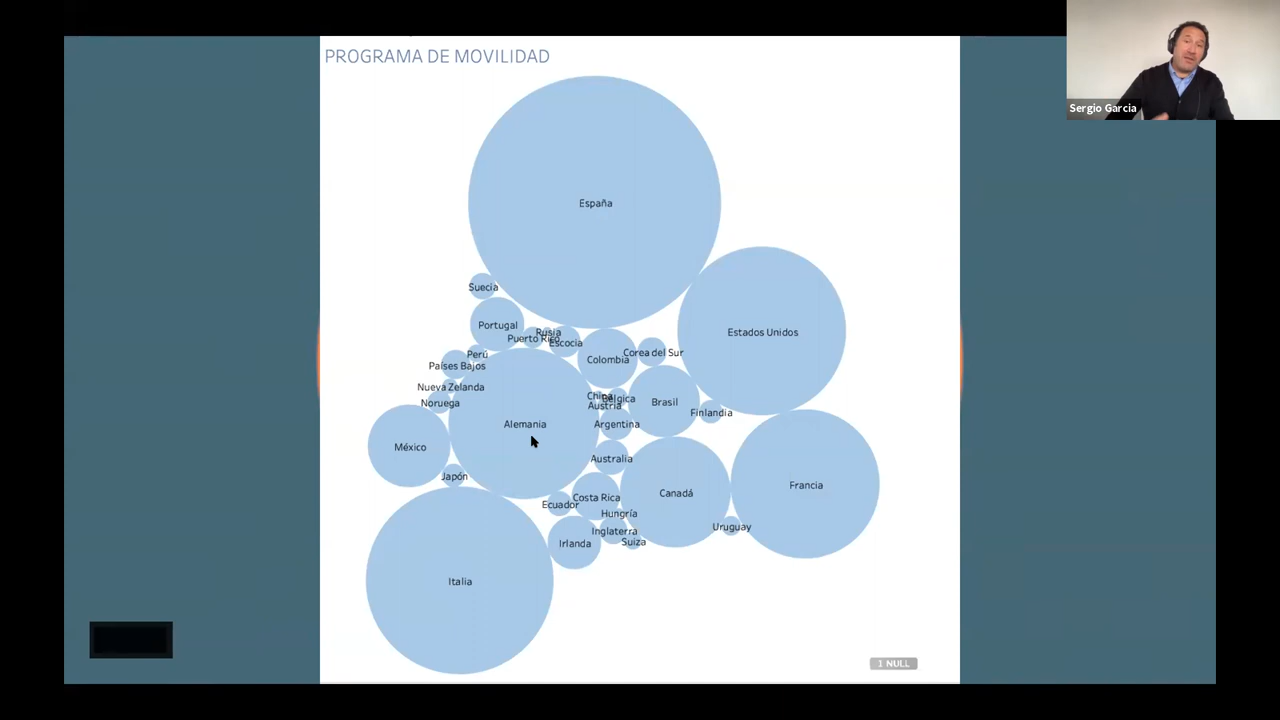 PROGRAMA DE MOVILIDAD
Sergio Garcia
España
Suecia
Portugal
Estados Unidos
Rusia
Puerto Rico
Escocia
Perú
Países Bajos
Colombia
Corea del Sur
Nueva Zelanda
Noruega
China
Bélgica
Austria
Brasil
Finlandia
Alemania
Argentina
México
Australia
Japón
Ecuador
Costa Rica
Canadá
Francia
Hungría
Inglaterra
Suiza
Uruguay
Irlanda
Italia
1 NULL